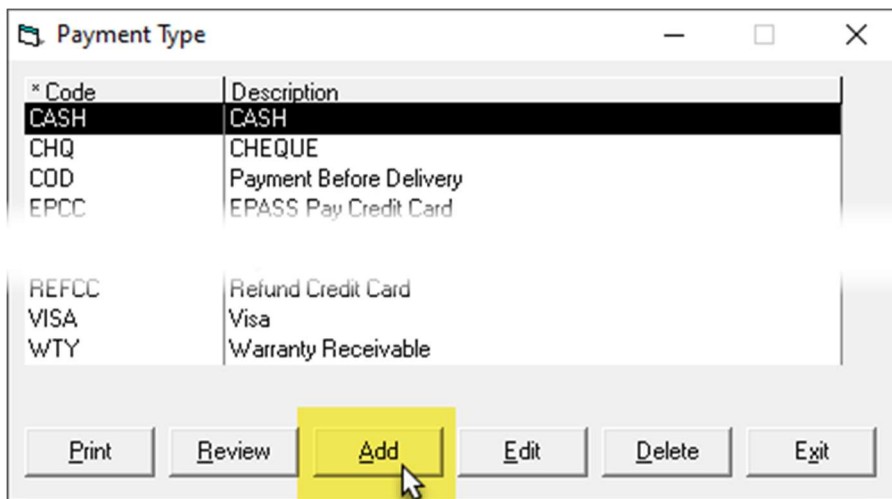 Payment Type
* Code Description
CASH CASH
CHQ CHEQUE
COD Payment Before Delivery
EPCC EPASS Pay Credit Card
REFCC Refund Credit Card
VISA Visa
WTY Warranty Receivable
Print Review Add Edit Delete Exit